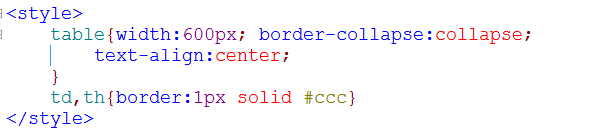 <style>
table{width:600px; border-collapse:collapse;
text-align:center;
}
td,th{border:1px solid #ccc}
</style>